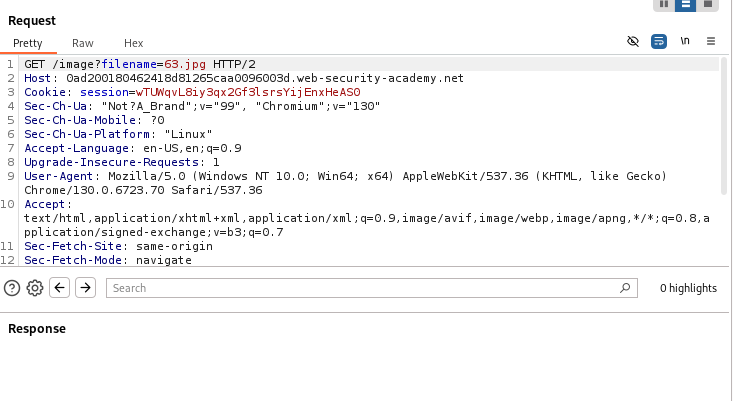 Request
Pretty Raw Hex
\n
1 GET /image?filename=63.jpg HTTP/2
2 Host: 0ad200180462418d81265caa0096003d.web-security-academy.net
3 Cookie: session=wTUWqvL8iy3qx2Gf3lsrsYijEnxHeAS0
4 Sec-Ch-Ua: "Not?A_Brand";v="99", "Chromium";v="130"
5 Sec-Ch-Ua-Mobile: ?0
6 Sec-Ch-Ua-Platform: "Linux"
7 Accept-Language: en-US,en;q=0.9
8 Upgrade-Insecure-Requests: 1
9 User-Agent: Mozilla/5.0 (Windows NT 10.0; Win64; x64) AppleWebKit/537.36 (KHTML, like Gecko)
Chrome/130.0.6723.70 Safari/537.36
10 Accept:
text/html,application/xhtml+xml,application/xml;q=0.9,image/avif,image/webp,image/apng,*/*;q=0.8,a
pplication/signed-exchange;v=b3;q=0.7
11 Sec-Fetch-Site: same-origin
12 Sec-Fetch-Mode: navigate
Search
0 highlights
Response